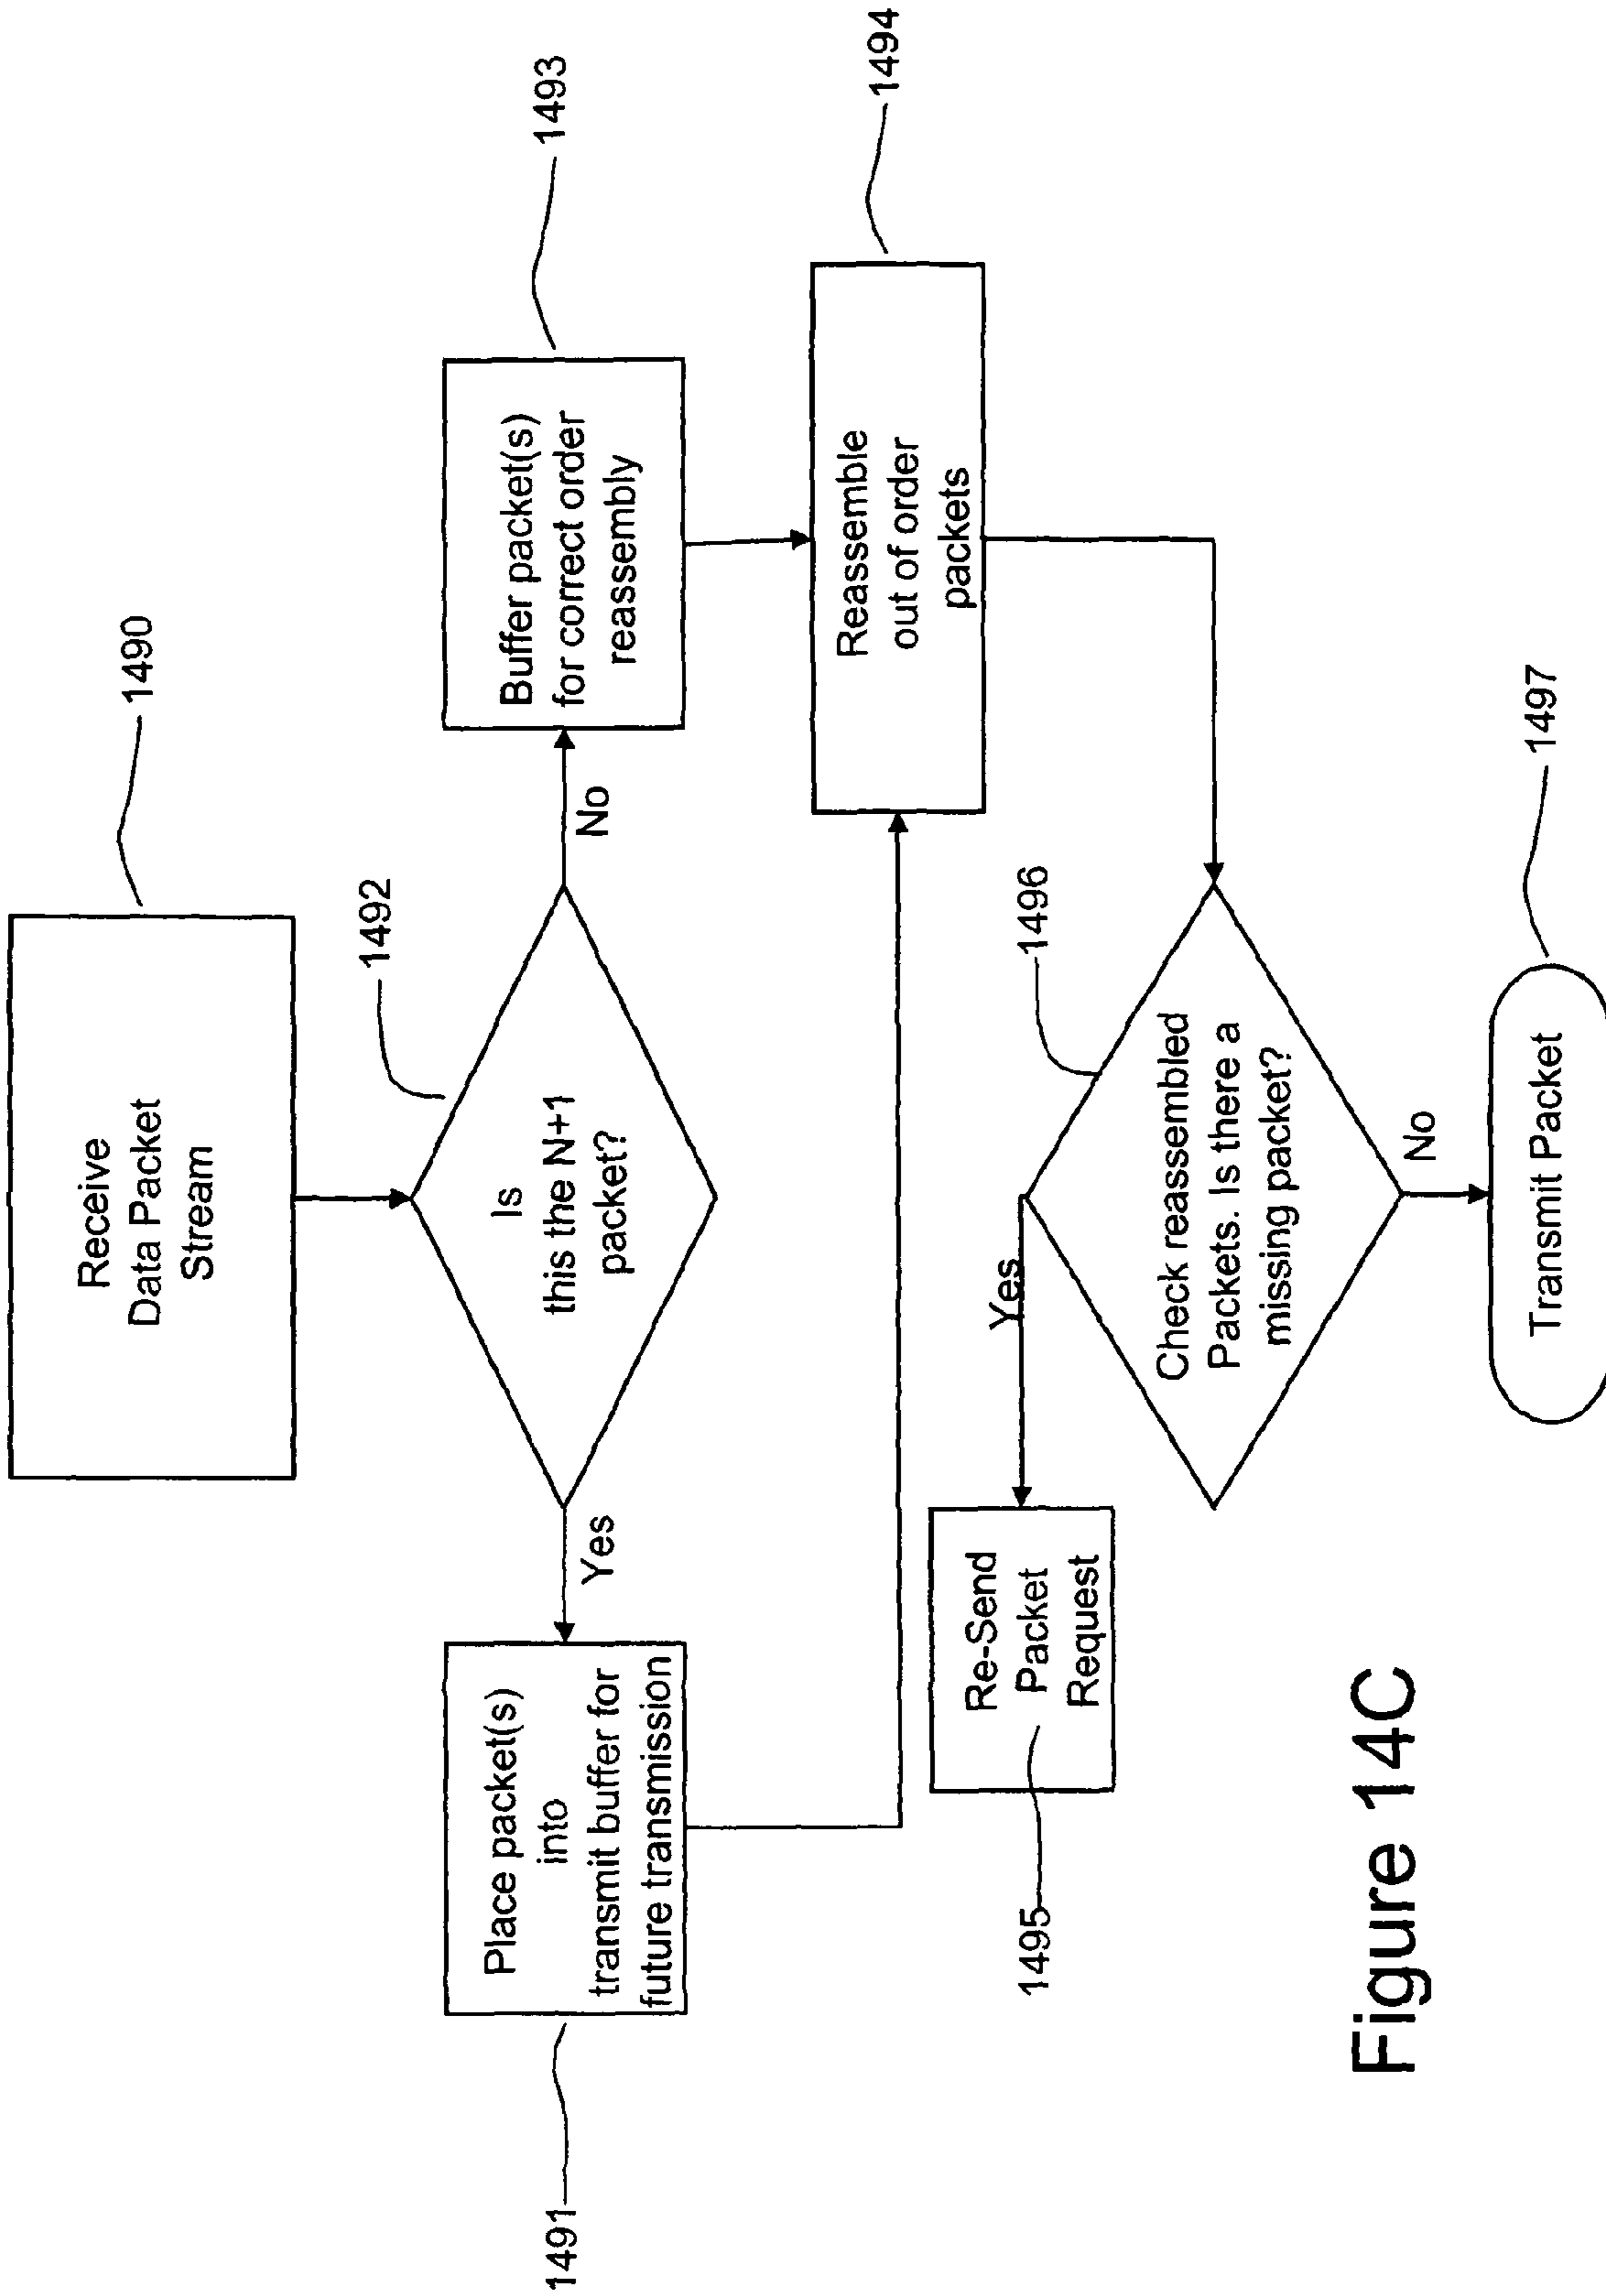 Receive
Data Packet
Stream
1490
1492
Is
this the N+1
packet?
Yes
No
1491
Place packet(s)
into
transmit buffer for
future transmission
Buffer packet(s)
for correct order
reassembly
1493
Reassemble
out of order
packets
1494
1496
Yes
Re-Send
Packet
Request
1495
Check reassembled
Packets. Is there a
missing packet?
No
Transmit Packet
1497
Figure 14C